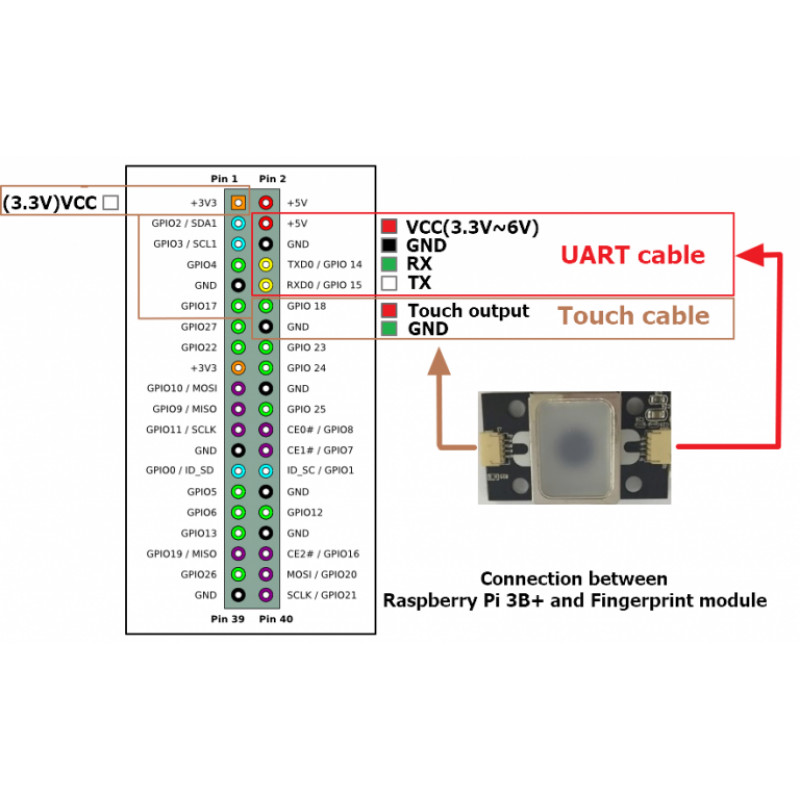 Pin 1 Pin 2
(3.3V)VCC
+3V3 +5V
GPIO2 / SDA1 +5V
GPIO3 / SCL1 GND
GPIO4 TXD0 / GPIO 14
GND RXD0 / GPIO 15
GPIO17 GPIO 18
GPIO27 GND
GPIO22 GPIO 23
+3V3 GPIO 24
GPIO10 / MOSI GND
GPIO9 / MISO GPIO 25
GPIO11 / SCLK CE0# / GPIO8
GND CE1# / GPIO7
GPIO0 / ID_SD ID_SC / GPIO1
GPIO5 GND
GPIO6 GPIO12
GPIO13 GND
GPIO19 / MISO CE2# / GPIO16
GPIO26 MOSI / GPIO20
GND SCLK / GPIO21
Pin 39 Pin 40
VCC(3.3V~6V)
GND
RX
TX
UART cable
Touch output
GND
Touch cable
Connection between
Raspberry Pi 3B+ and Fingerprint module